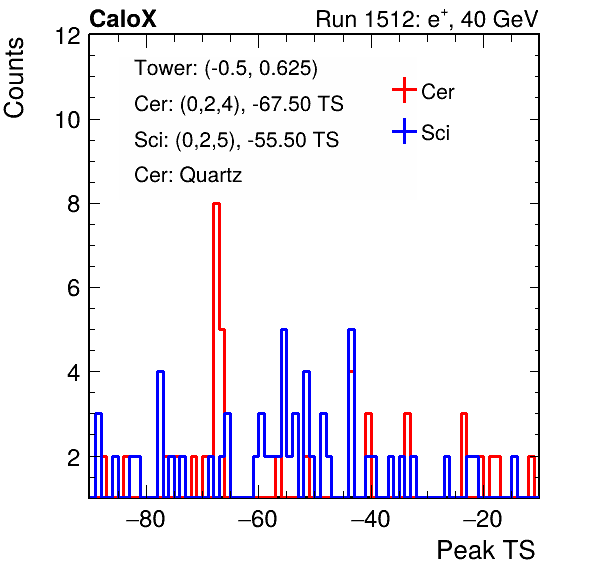 CaloX Run 1512: e⁺, 40 GeV
Counts
12
10
8
6
4
2
Tower: (-0.5, 0.625)
Cer: (0,2,4), -67.50 TS
Sci: (0,2,5), -55.50 TS
Cer: Quartz
Cer
Sci
−80 −60 −40 −20
Peak TS